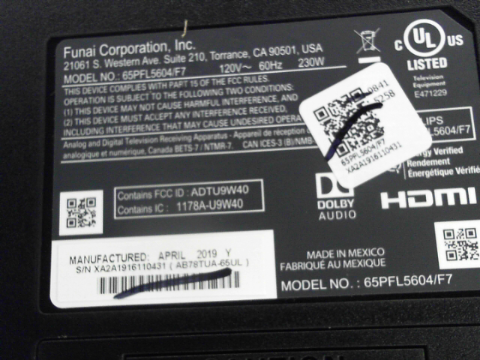 Funai Corporation, Inc.
21061 S. Western Ave. Suite 210, Torrance, CA 90501, USA
MODEL NO.: 65PFL5604/F7 120V~ 60Hz 230W
THIS DEVICE COMPLIES WITH PART 15 OF THE FCC RULES.
OPERATION IS SUBJECT TO THE FOLLOWING TWO CONDITIONS:
(1) THIS DEVICE MAY NOT CAUSE HARMFUL INTERFERENCE, AND
(2) THIS DEVICE MUST ACCEPT ANY INTERFERENCE
INCLUDING INTERFERENCE THAT MAY CAUSE UNDESIRED OPERATION
Analog and Digital Television Receiving Apparatus - Appareil de réception
analogique et numérique, Canada BETS-7 / NTMR-7. CAN ICES-3 (B)/NMB
C UL US
LISTED
Television
Equipment
E471229
65PFL5604/F7
XA2A1916110431
5604/F7
Verified
Rendement
Énergétique Vérifié
Contains FCC ID : ADTU9W40
Contains IC : 1178A-U9W40
DOLBY
AUDIO
HDMI
MANUFACTURED: APRIL 2019 Y
S/N XA2A1916110431 ( AB78TUA-65UL )
MADE IN MEXICO
FABRIQUÉ AU MEXIQUE
MODEL NO. : 65PFL5604/F7